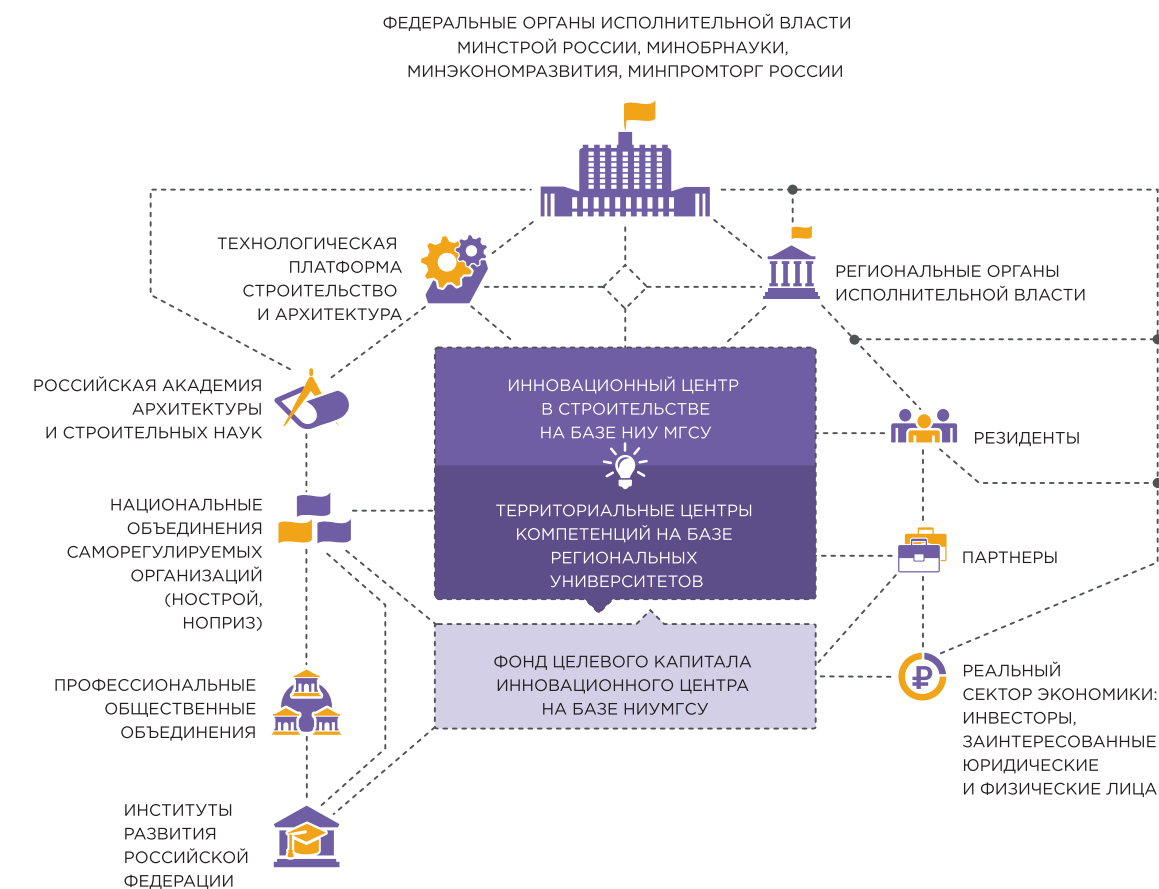 ФЕДЕРАЛЬНЫЕ ОРГАНЫ ИСПОЛНИТЕЛЬНОЙ ВЛАСТИ
МИНСТРОЙ РОССИИ, МИНОБРНАУКИ,
МИНЭКОНОМРАЗВИТИЯ, МИНПРОМТОРГ РОССИИ
ТЕХНОЛОГИЧЕСКАЯ
ПЛАТФОРМА
СТРОИТЕЛЬСТВО
И АРХИТЕКТУРА
РЕГИОНАЛЬНЫЕ ОРГАНЫ
ИСПОЛНИТЕЛЬНОЙ ВЛАСТИ
РОССИЙСКАЯ АКАДЕМИЯ
АРХИТЕКТУРЫ
И СТРОИТЕЛЬНЫХ НАУК
ИННОВАЦИОННЫЙ ЦЕНТР
В СТРОИТЕЛЬСТВЕ
НА БАЗЕ НИУ МГСУ
РЕЗИДЕНТЫ
НАЦИОНАЛЬНЫЕ
ОБЪЕДИНЕНИЯ
САМОРЕГУЛИРУЕМЫХ
ОРГАНИЗАЦИЙ
(НОСТРОЙ,
НОПРИЗ)
ТЕРРИТОРИАЛЬНЫЕ ЦЕНТРЫ
КОМПЕТЕНЦИЙ НА БАЗЕ
РЕГИОНАЛЬНЫХ
УНИВЕРСИТЕТОВ
ПАРТНЕРЫ
ФОНД ЦЕЛЕВОГО КАПИТАЛА
ИННОВАЦИОННОГО ЦЕНТРА
НА БАЗЕ НИУМГСУ
ПРОФЕССИОНАЛЬНЫЕ
ОБЩЕСТВЕННЫЕ
ОБЪЕДИНЕНИЯ
₽
РЕАЛЬНЫЙ
СЕКТОР ЭКОНОМИКИ:
ИНВЕСТОРЫ,
ЗАИНТЕРЕСОВАННЫЕ
ЮРИДИЧЕСКИЕ
И ФИЗИЧЕСКИЕ ЛИЦА
ИНСТИТУТЫ
РАЗВИТИЯ
РОССИЙСКОЙ
ФЕДЕРАЦИИ